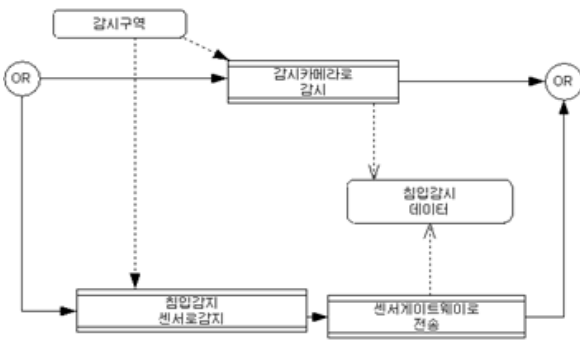 감시구역
OR
감시카메라로
감시
OR
침입감시
데이터
침입감지
센서로감지
센서게이트웨이로
전송